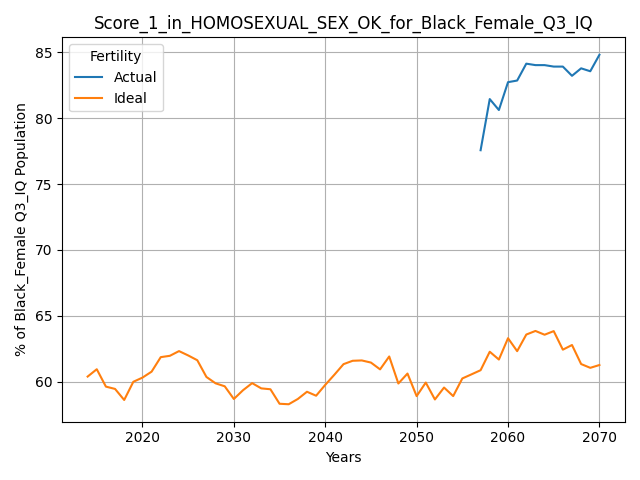 Score_1_in_HOMOSEXUAL_SEX_OK_for_Black_Female_Q3_IQ
Fertility
Actual
Ideal
% of Black_Female Q3_IQ Population
85
80
75
70
65
60
2020 2030 2040 2050 2060 2070
Years